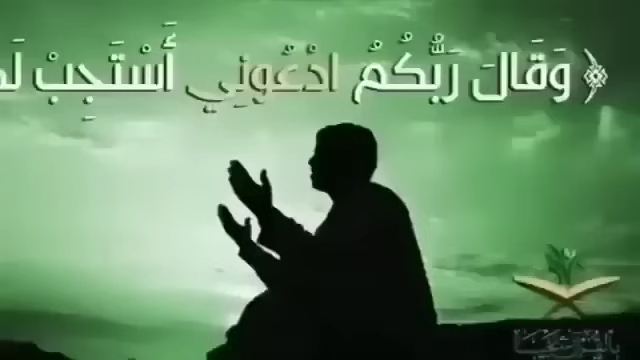 ﴿ وَقَالَ رَبُّكُمُ ادْعُونِي أَسْتَجِبْ